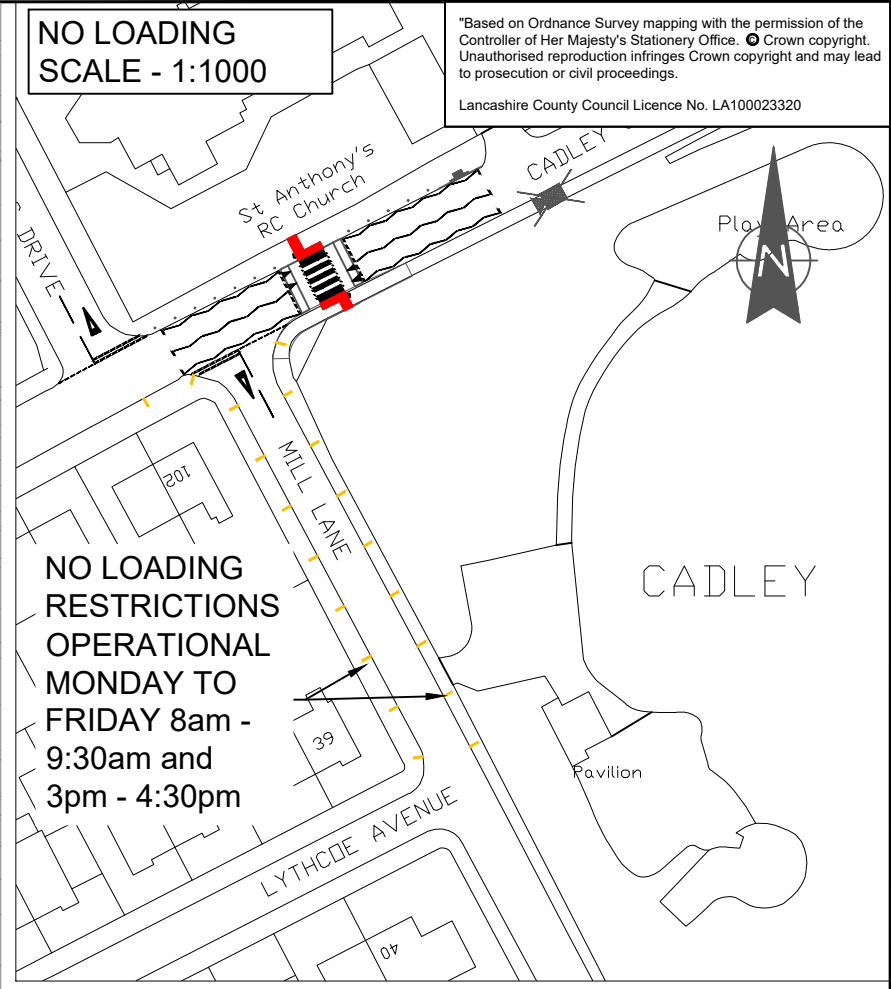 NO LOADING
SCALE - 1:1000
"Based on Ordnance Survey mapping with the permission of the
Controller of Her Majesty's Stationery Office. © Crown copyright.
Unauthorised reproduction infringes Crown copyright and may lead
to prosecution or civil proceedings.
Lancashire County Council Licence No. LA100023320
St Anthony's
RC Church
CADLEY
Play Area
N
DRIVE
102
MILL LANE
NO LOADING
RESTRICTIONS
OPERATIONAL
MONDAY TO
FRIDAY 8am -
9:30am and
3pm - 4:30pm
CADLEY
39
Pavilion
LYTHCOE AVENUE
40